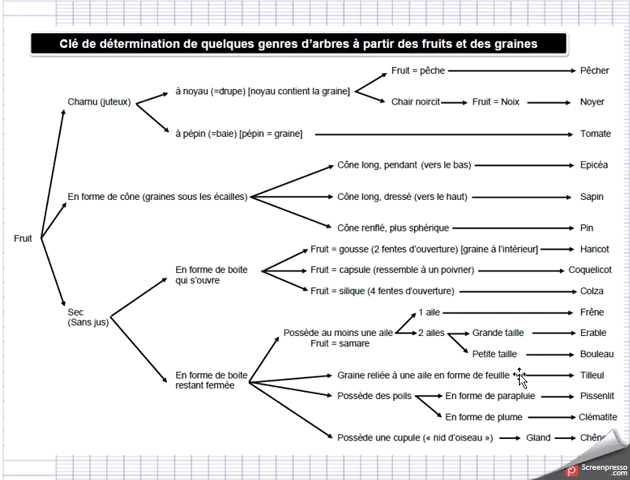 Clé de détermination de quelques genres d'arbres à partir des fruits et des graines
Fruit = pêche
Pêcher
à noyau (=drupe) [noyau contient la graine]
Charnu (juteux)
Chair noircit
Fruit = Noix
Noyer
à pépin (=baie) [pépin = graine]
Tomate
Cône long, pendant (vers le bas)
Epicéa
En forme de cône (graines sous les écailles)
Cône long, dressé (vers le haut)
Sapin
Cône renflé, plus sphérique
Pin
Fruit
Fruit = gousse (2 fentes d'ouverture) [graine à l'intérieur]
Haricot
En forme de boite
qui s'ouvre
Fruit = capsule (ressemble à un poivrier)
Coquelicot
Fruit = silique (4 fentes d'ouverture)
Colza
Sec
(Sans jus)
1 aile
Frêne
Possède au moins une aile
Fruit = samare
2 ailes
Grande taille
Erable
Petite taille
Bouleau
En forme de boite
restant fermée
Graine reliée à une aile en forme de feuille
Tilleul
Possède des poils
En forme de parapluie
Pissenlit
En forme de plume
Clématite
Possède une cupule (« nid d'oiseau »)
Gland
Chêne
Screenpresso
.com